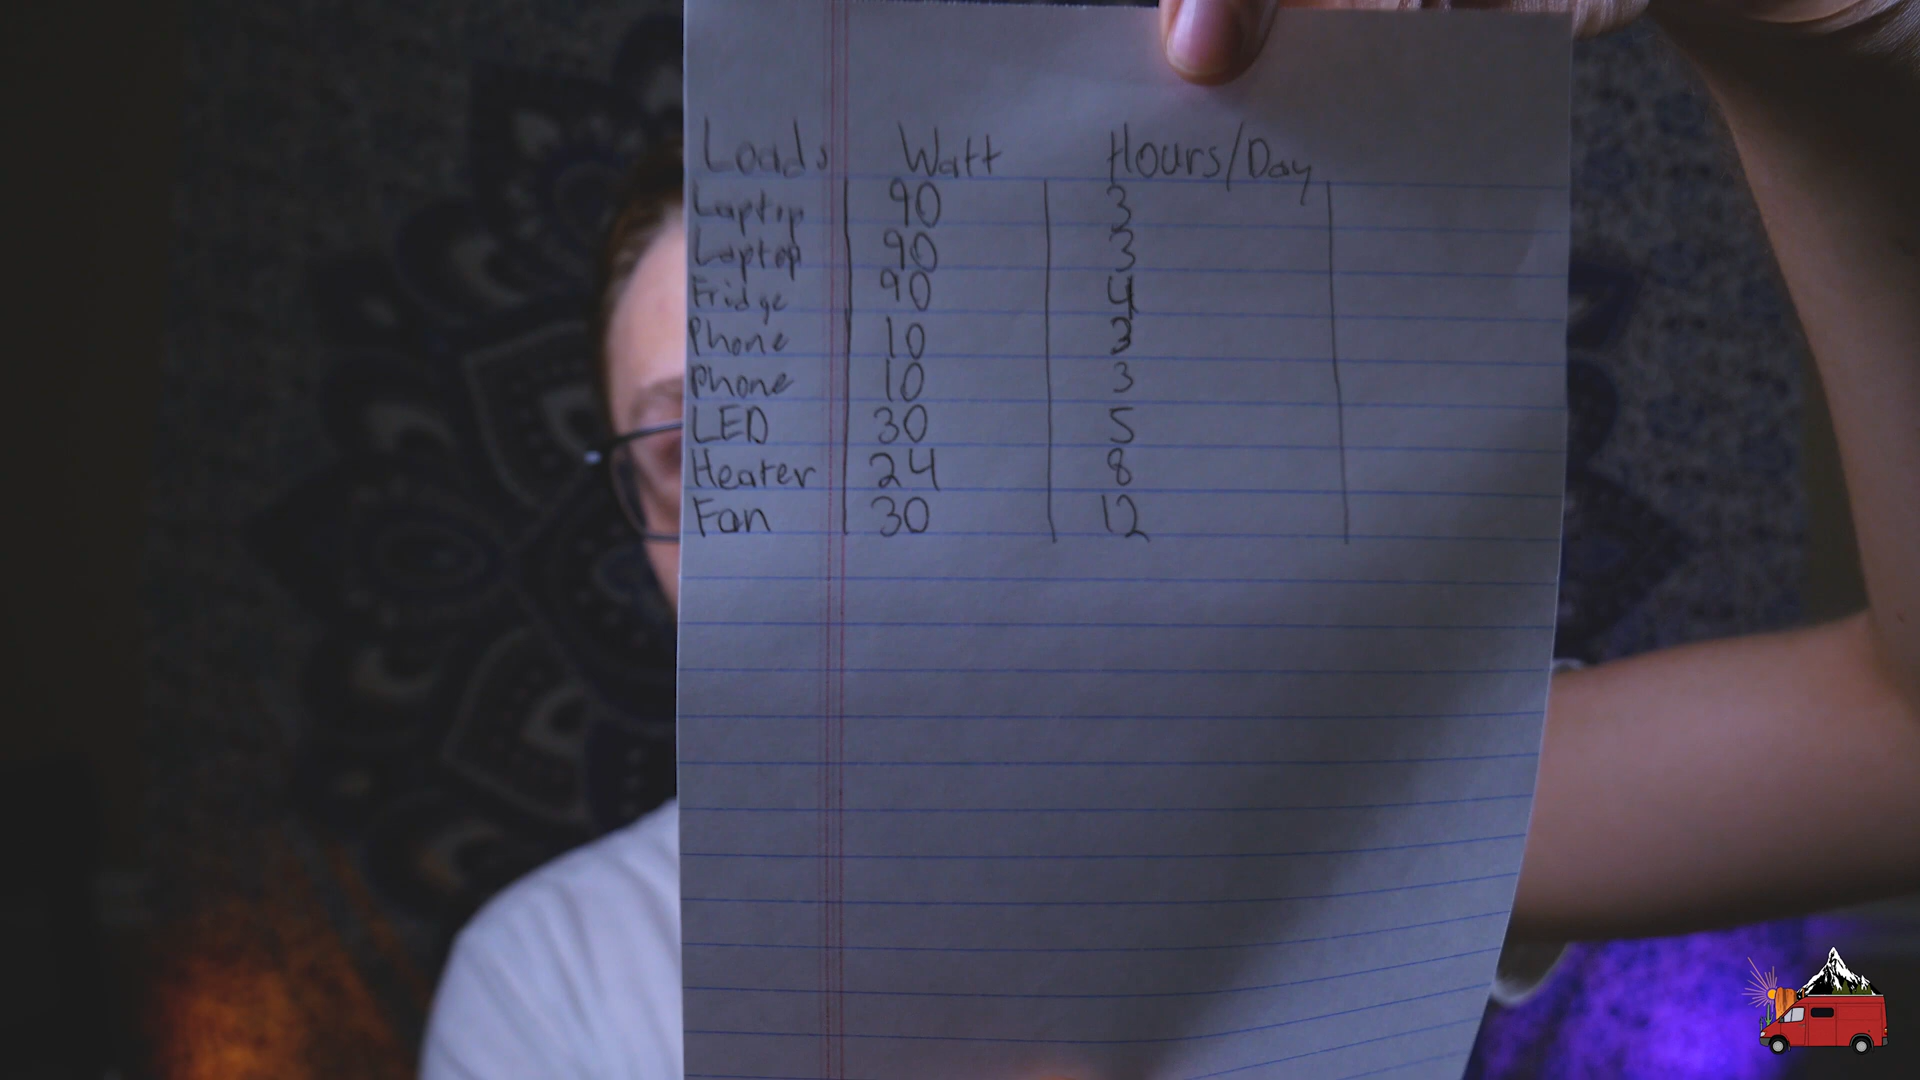 Loads Watt Hours/Day
Laptop 90 3
Laptop 90 3
Fridge 90 4
Phone 10 3
Phone 10 3
LED 30 5
Heater 24 8
Fan 30 12